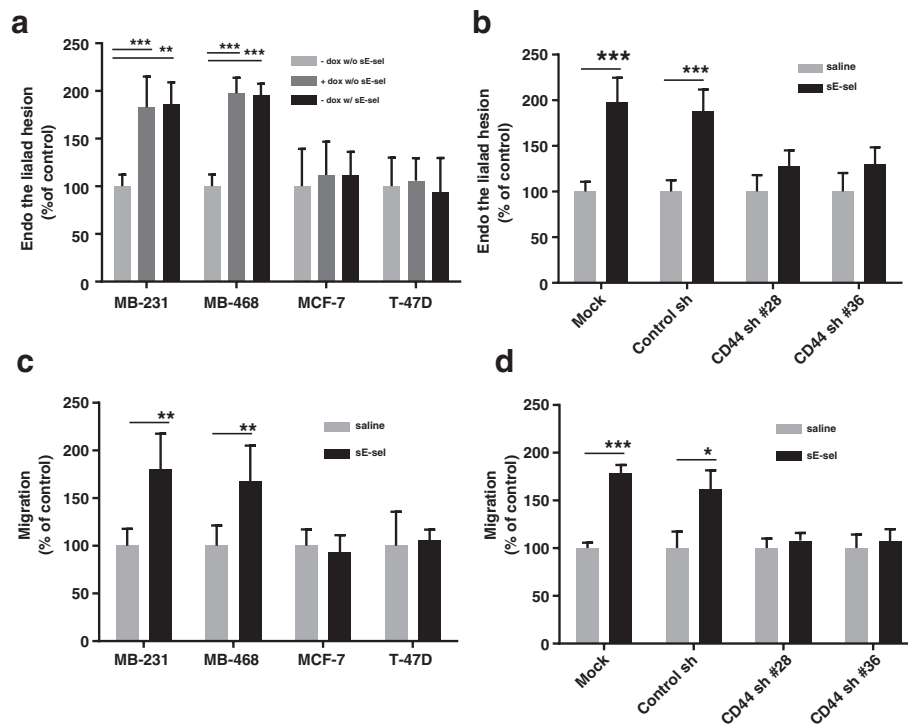 a
Endo the lialad hesion
(%of control)
250
200
150
100
50
0
*** **
*** ***
- dox w/o sE-sel
+ dox w/o sE-sel
- dox w/ sE-sel
MB-231 MB-468 MCF-7 T-47D
b
Endo the lialad hesion
(% of control)
250
200
150
100
50
0
*** ***
saline
sE-sel
Mock Control sh CD44 sh #28 CD44 sh #36
c
Migration
(% of control)
250
200
150
100
50
0
** **
saline
sE-sel
MB-231 MB-468 MCF-7 T-47D
d
Migration
(% of control)
250
200
150
100
50
0
*** *
saline
sE-sel
Mock Control sh CD44 sh #28 CD44 sh #36